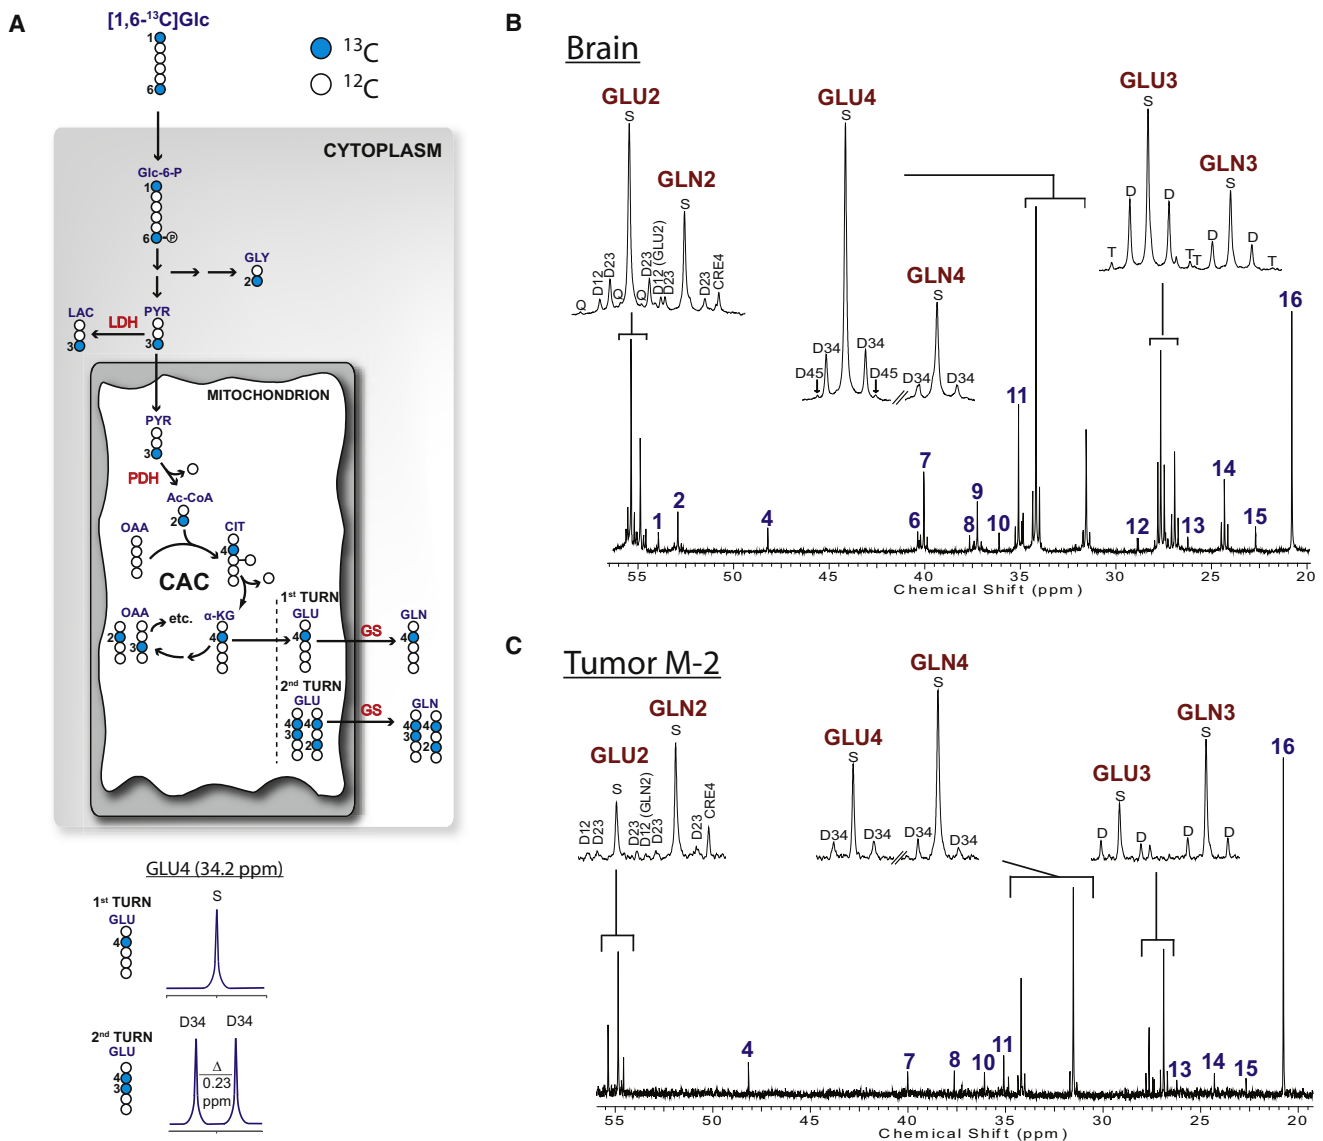 A
[1,6-¹³C]Glc
1
6
¹³C
¹²C
CYTOPLASM
Glc-6-P
1
6
P
GLY
2
LAC
LDH
PYR
3
3
MITOCHONDRION
PYR
3
PDH
Ac-CoA
2
OAA
CIT
4
CAC
1ˢᵗ TURN
OAA
etc.
α-KG
GLU
GLN
2
3
4
4
GS
4
2ⁿᵈ TURN
GLU
GLN
GS
4 4
3
2
4 4
3
2
GLU4 (34.2 ppm)
1ˢᵗ TURN
GLU
4
S
2ⁿᵈ TURN
GLU
4
3
D34 D34
Δ
0.23
ppm
B
Brain
GLU2
S
GLN2
S
Q
D12
D23
Q
Q
D23
D12 (GLU2)
D23
D23
CRE4
GLU4
S
D45
D34
D34
D45
GLN4
S
D34
D34
GLU3
S
T
D
D
T
GLN3
S
T
D
D
T
1
2
4
6
7
8
9
10
11
12
13
14
15
16
55 50 45 40 35 30 25 20
Chemical Shift (ppm)
C
Tumor M-2
GLU2
S
GLN2
S
D12
D23
D23
D12 (GLN2)
D23
D23
CRE4
GLU4
S
D34
D34
GLN4
S
D34
D34
GLU3
S
D
D
GLN3
S
D
D
4
7
8
10
11
13
14
15
16
55 50 40 35 30 25 20
Chemical Shift (ppm)